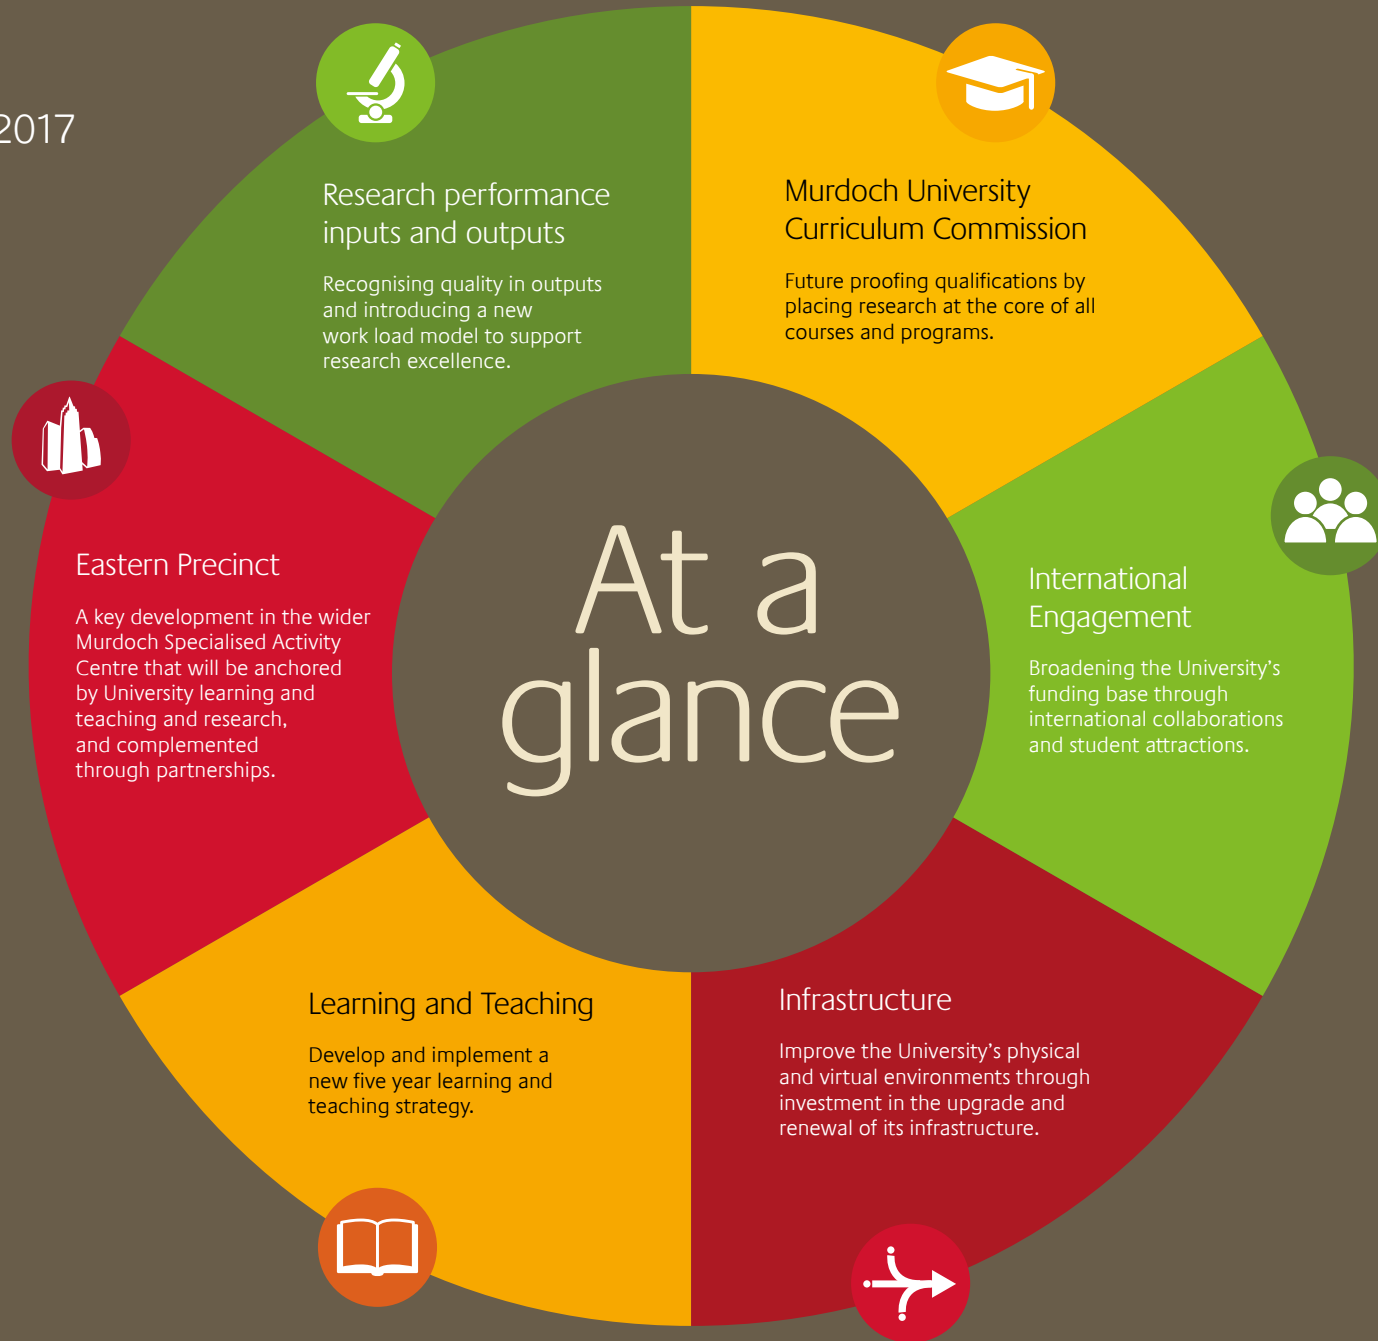 2017
Research performance
inputs and outputs
Recognising quality in outputs
and introducing a new
work load model to support
research excellence.
Murdoch University
Curriculum Commission
Future proofing qualifications by
placing research at the core of all
courses and programs.
Eastern Precinct
A key development in the wider
Murdoch Specialised Activity
Centre that will be anchored
by University learning and
teaching and research,
and complemented
through partnerships.
At a
glance
International
Engagement
Broadening the University's
funding base through
international collaborations
and student attractions.
Learning and Teaching
Develop and implement a
new five year learning and
teaching strategy.
Infrastructure
Improve the University's physical
and virtual environments through
investment in the upgrade and
renewal of its infrastructure.